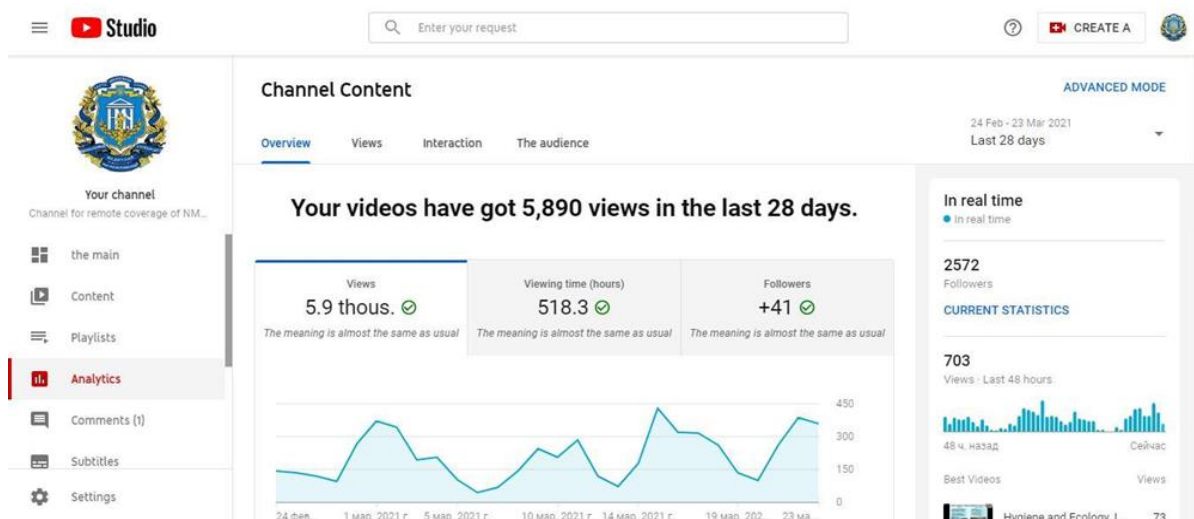 Studio
Enter your request
CREATE A
Your channel
Channel for remote coverage of NM...
the main
Content
Playlists
Analytics
Comments (1)
Subtitles
Settings
Channel Content
ADVANCED MODE
Overview
Views
Interaction
The audience
24 Feb - 23 Mar 2021
Last 28 days
Your videos have got 5,890 views in the last 28 days.
Views
5.9 thous.
The meaning is almost the same as usual
Viewing time (hours)
518.3
The meaning is almost the same as usual
Followers
+41
The meaning is almost the same as usual
450
300
150
0
24 фев.
1 мар. 2021 г.
5 мар. 2021 г.
10 мар. 2021 г.
14 мар. 2021 г.
19 мар. 202...
23 ма...
In real time
In real time
2572
Followers
CURRENT STATISTICS
703
Views · Last 48 hours
48 ч. назад
Сейчас
Best Videos
Views
Hygiene and Ecology.
73